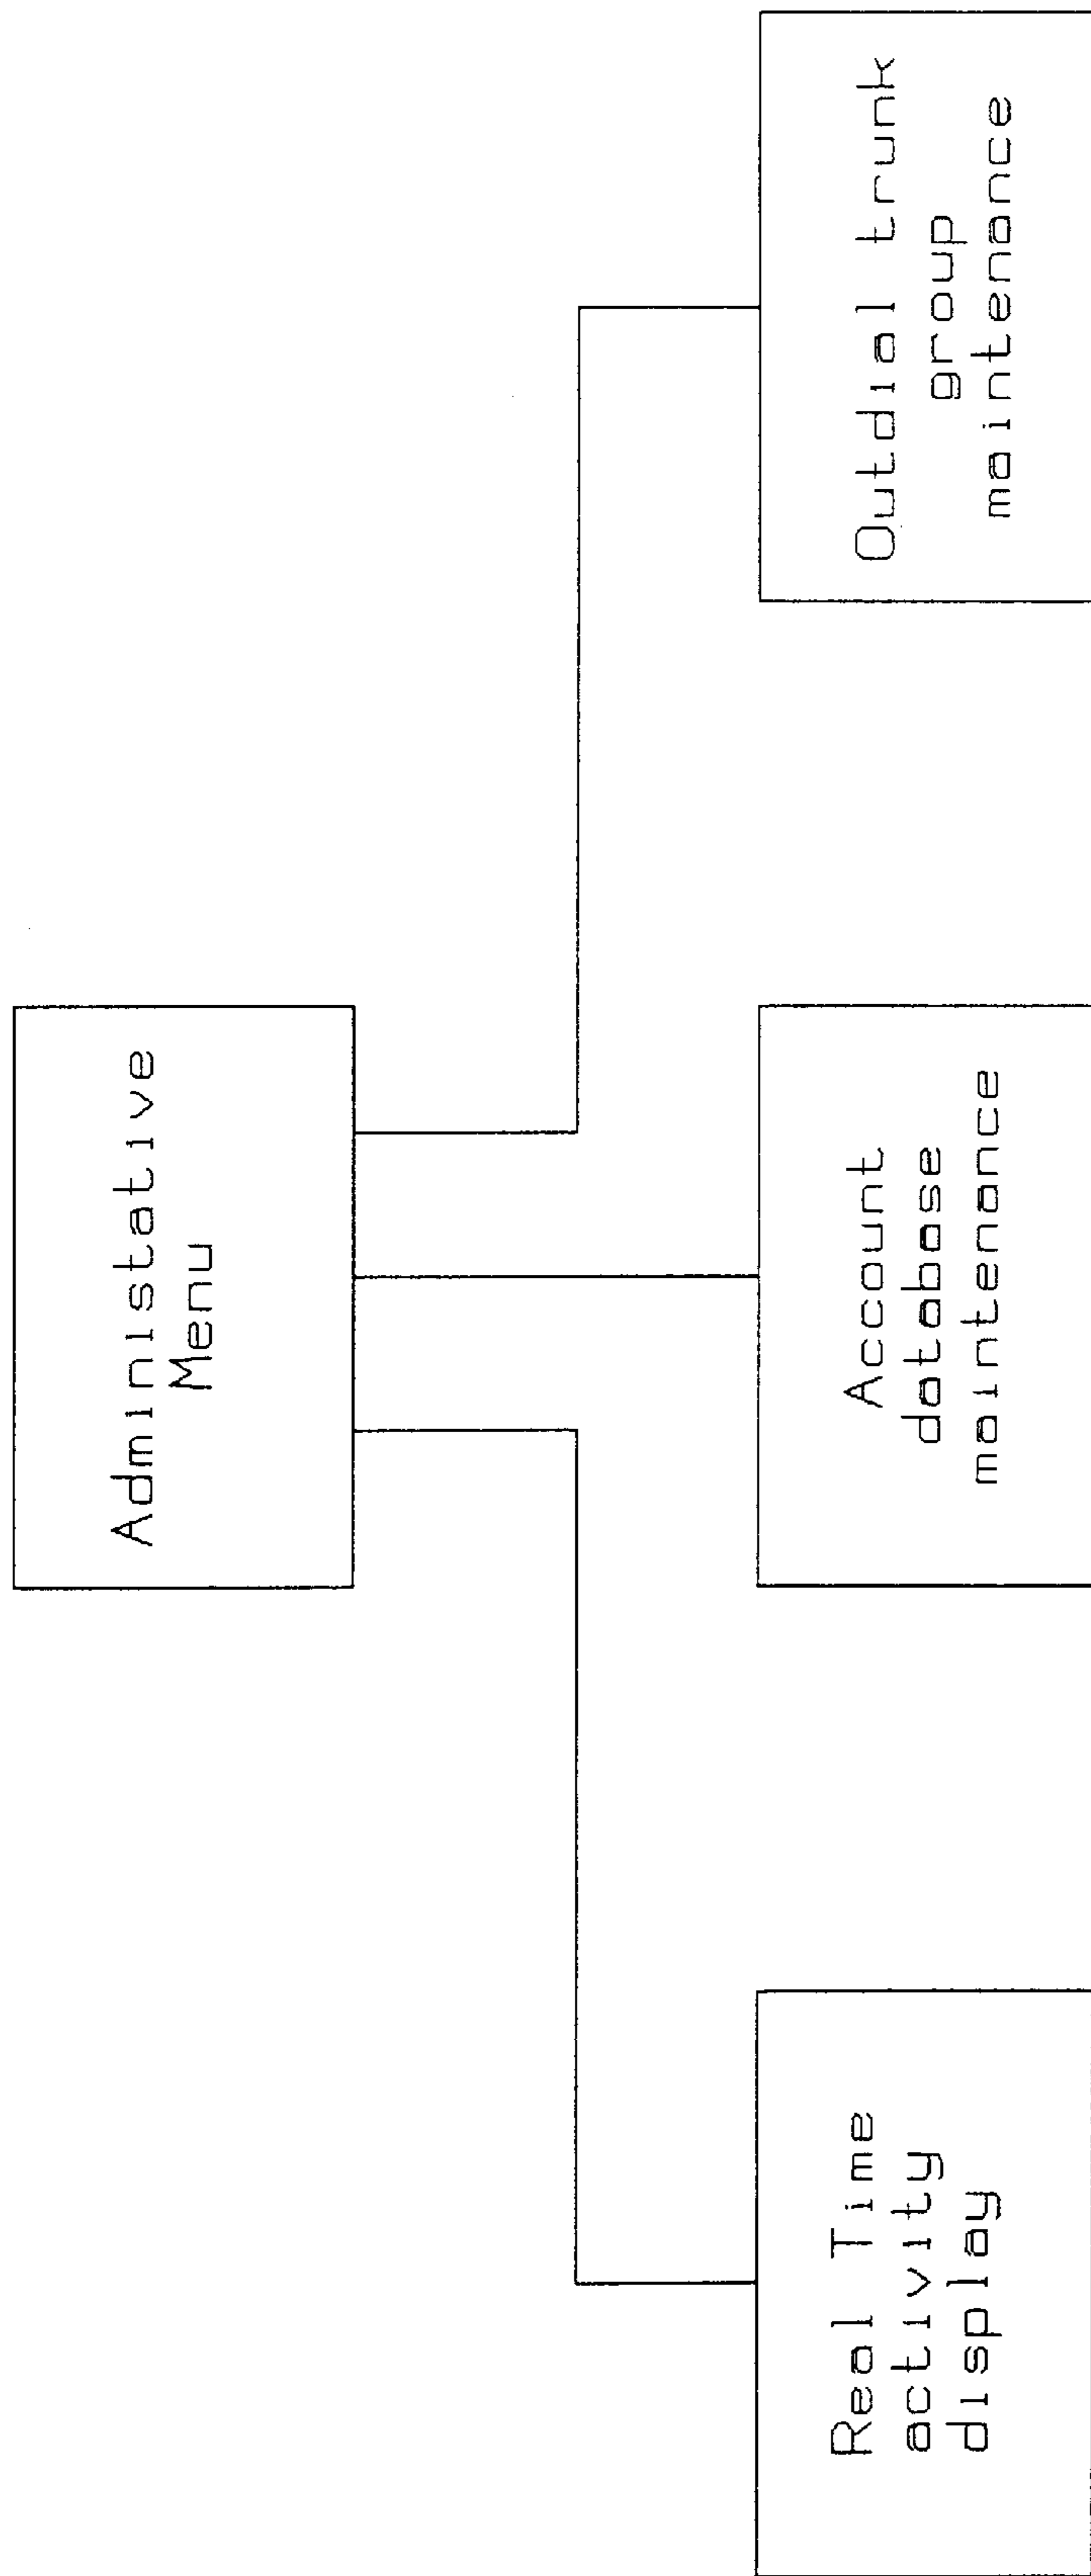 Administative
Menu
Real Time
activity
display
Account
database
maintenance
Outdial trunk
group
maintenance